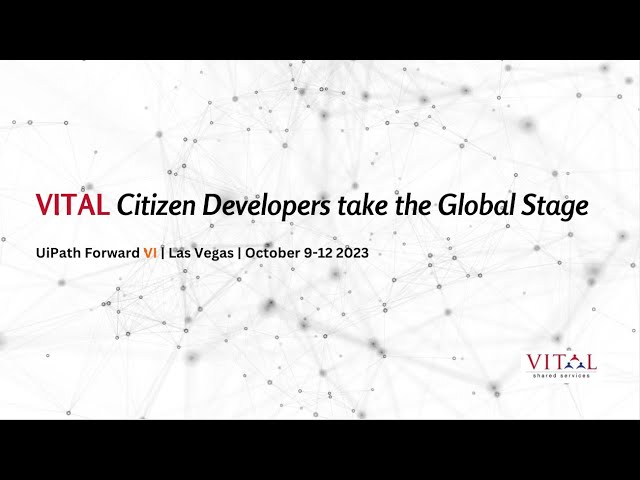 VITAL Citizen Developers take the Global Stage
UiPath Forward VI | Las Vegas | October 9-12 2023
VITAL
shared services